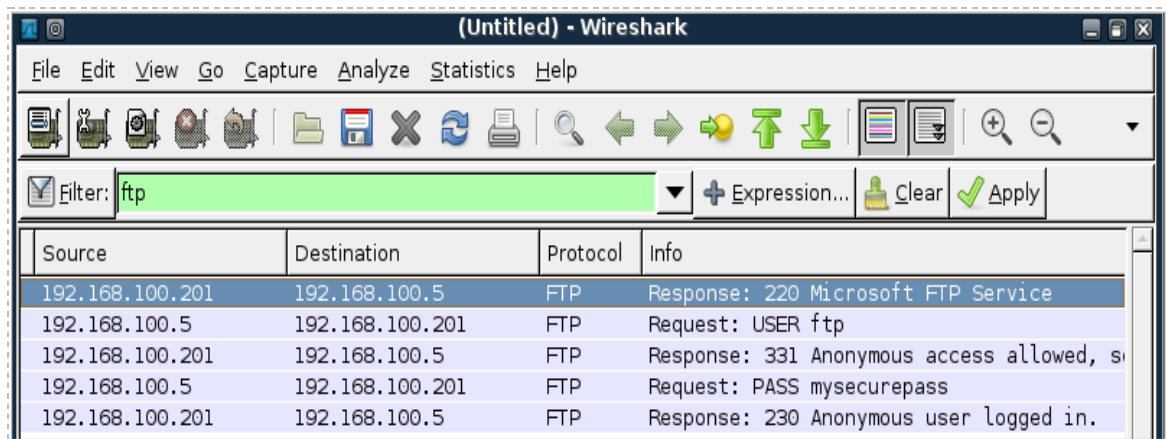 (Untitled) - Wireshark
File Edit View Go Capture Analyze Statistics Help
Filter: ftp Expression... Clear Apply
Source Destination Protocol Info
192.168.100.201 192.168.100.5 FTP Response: 220 Microsoft FTP Service
192.168.100.5 192.168.100.201 FTP Request: USER ftp
192.168.100.201 192.168.100.5 FTP Response: 331 Anonymous access allowed,
192.168.100.5 192.168.100.201 FTP Request: PASS mysecurepass
192.168.100.201 192.168.100.5 FTP Response: 230 Anonymous user logged in.